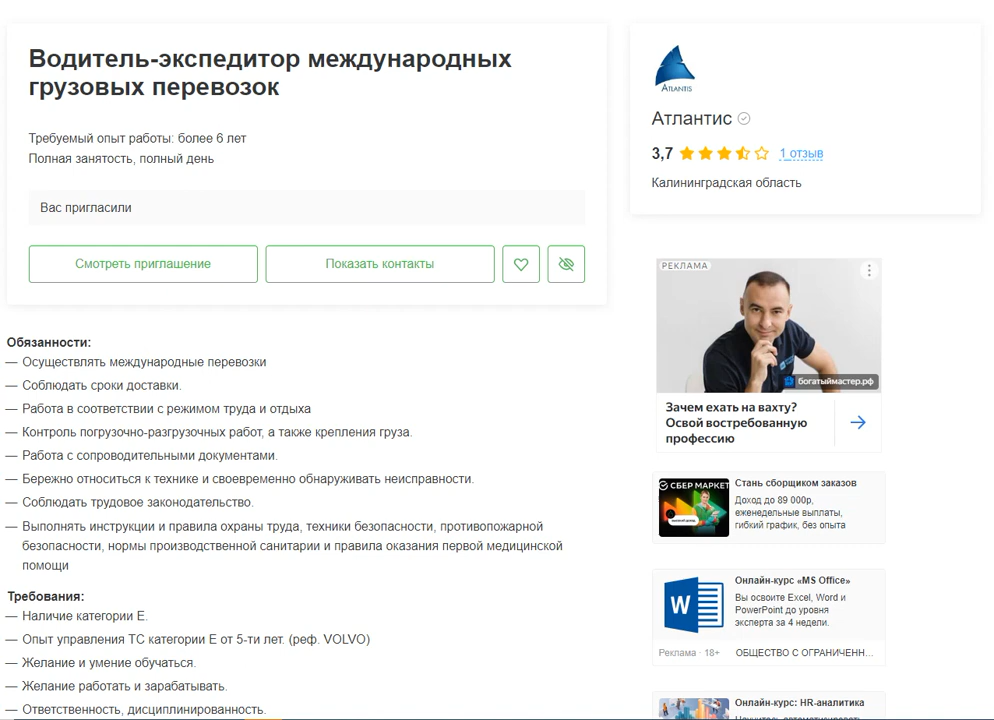 Водитель-экспедитор международных
грузовых перевозок
Требуемый опыт работы: более 6 лет
Полная занятость, полный день
Вас пригласили
Смотреть приглашение
Показать контакты
Обязанности:
— Осуществлять международные перевозки
— Соблюдать сроки доставки.
— Работа в соответствии с режимом труда и отдыха
— Контроль погрузочно-разгрузочных работ, а также крепления груза.
— Работа с сопроводительными документами.
— Бережно относиться к технике и своевременно обнаруживать неисправности.
— Соблюдать трудовое законодательство.
— Выполнять инструкции и правила охраны труда, техники безопасности, противопожарной
безопасности, нормы производственной санитарии и правила оказания первой медицинской
помощи
Требования:
— Наличие категории Е.
— Опыт управления ТС категории Е от 5-ти лет. (реф. VOLVO)
— Желание и умение обучаться.
— Желание работать и зарабатывать.
— Ответственность, дисциплинированность.
ATLANTIS
Атлантис
3,7
1 отзыв
Калининградская область
РЕКЛАМА
богатыймастер.рф
Зачем ехать на вахту?
Освой востребованную
профессию
СБЕР МАРКЕТ
Стань сборщиком заказов
Доход до 89 000р,
еженедельные выплаты,
гибкий график, без опыта
W
Онлайн-курс «MS Office»
Вы освоите Excel, Word и
PowerPoint до уровня
эксперта за 4 недели.
Реклама · 18+
ОБЩЕСТВО С ОГРАНИЧЕНН...
Онлайн-курс: HR-аналитика